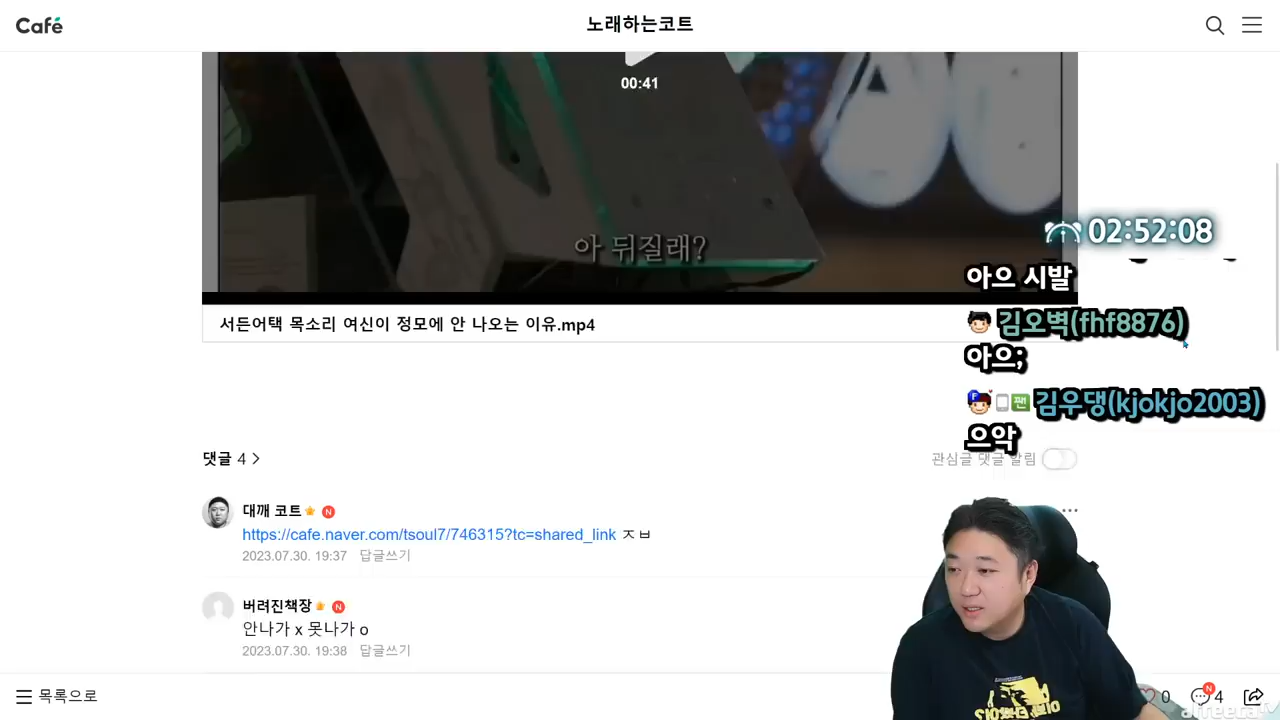 Café
노래하는코트
00:41
아 뒤질래?
02:52:08
아으 시발
서든어택 목소리 여신이 정모에 안 나오는 이유.mp4
김오벽(fhf8876)
아으;
김우댕(kjokjo2003)
으악
댓글 4
관심글 댓글 알림
대깨 코트 N
https://cafe.naver.com/tsoul7/746315?tc=shared_link ㅈㅂ
2023.07.30. 19:37 답글쓰기
버려진책장 N
안나가 x 못나가 o
2023.07.30. 19:38 답글쓰기
목록으로
0
N
4
afreecaTV